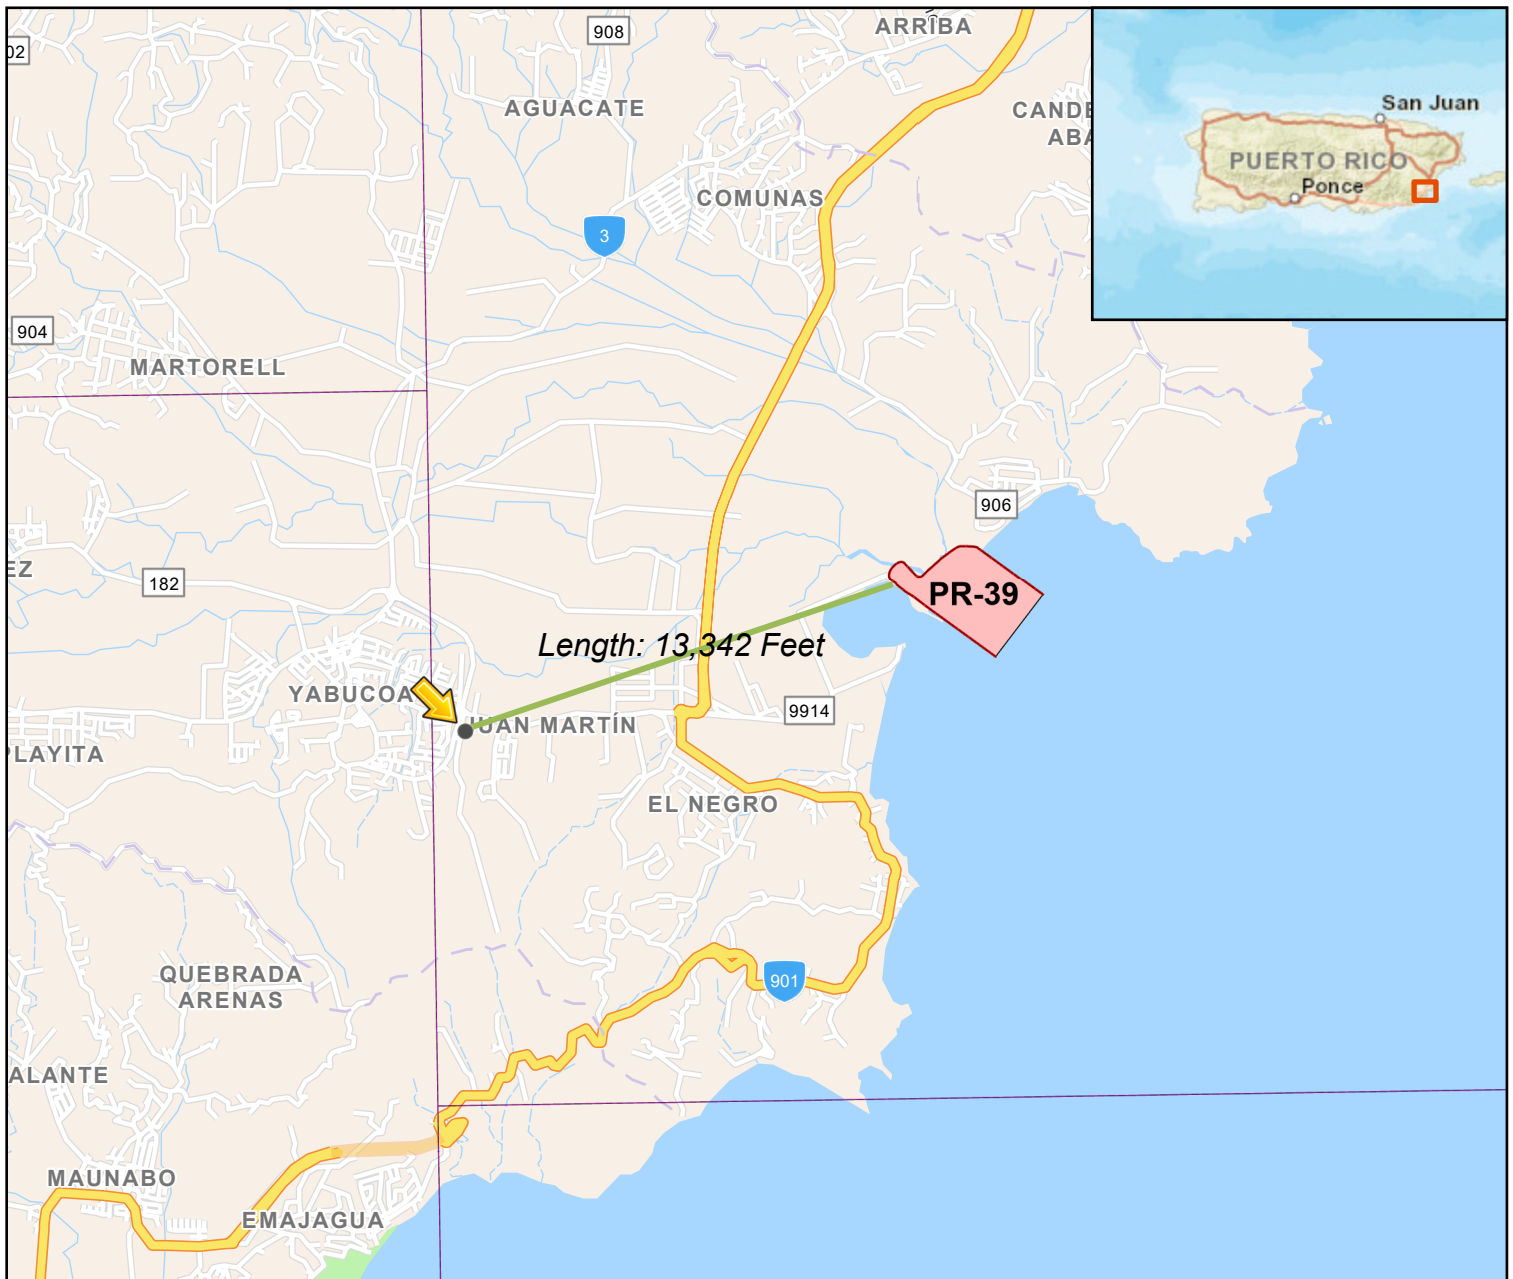 ARRIBA
908
02
AGUACATE
CANDE
ABA
San Juan
PUERTO RICO
Ponce
COMUNAS
3
904
MARTORELL
906
EZ
182
PR-39
Length: 13,342 Feet
YABUCOA
9914
JUAN MARTÍN
PLAYITA
EL NEGRO
QUEBRADA
ARENAS
901
ALANTE
MAUNABO
EMAJAGUA